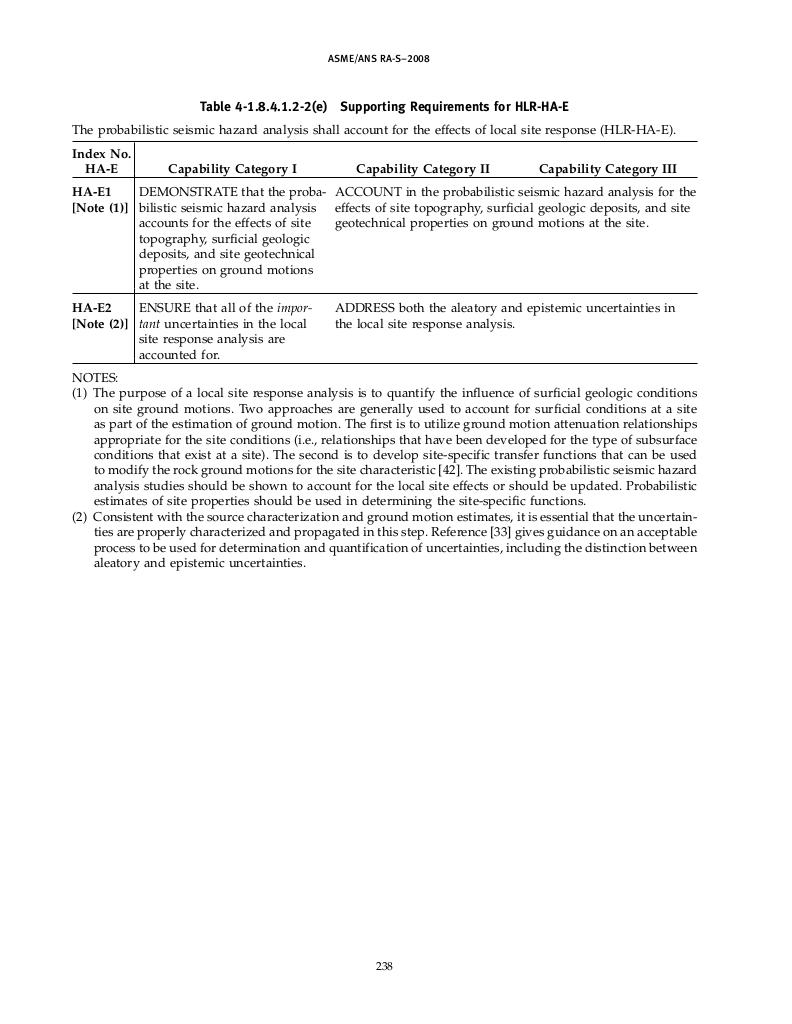 ASME/ANS RA-S–2008
Table 4-1.8.4.1.2-2(e) Supporting Requirements for HLR-HA-E
The probabilistic seismic hazard analysis shall account for the effects of local site response (HLR-HA-E).
Index No.
HA-E Capability Category I Capability Category II Capability Category III
HA-E1 DEMONSTRATE that the proba- ACCOUNT in the probabilistic seismic hazard analysis for the
[Note (1)] bilistic seismic hazard analysis effects of site topography, surficial geologic deposits, and site
accounts for the effects of site geotechnical properties on ground motions at the site.
topography, surficial geologic
deposits, and site geotechnical
properties on ground motions
at the site.
HA-E2 ENSURE that all of the impor- ADDRESS both the aleatory and epistemic uncertainties in
[Note (2)] tant uncertainties in the local the local site response analysis.
site response analysis are
accounted for.
NOTES:
(1) The purpose of a local site response analysis is to quantify the influence of surficial geologic conditions
on site ground motions. Two approaches are generally used to account for surficial conditions at a site
as part of the estimation of ground motion. The first is to utilize ground motion attenuation relationships
appropriate for the site conditions (i.e., relationships that have been developed for the type of subsurface
conditions that exist at a site). The second is to develop site-specific transfer functions that can be used
to modify the rock ground motions for the site characteristic [42]. The existing probabilistic seismic hazard
analysis studies should be shown to account for the local site effects or should be updated. Probabilistic
estimates of site properties should be used in determining the site-specific functions.
(2) Consistent with the source characterization and ground motion estimates, it is essential that the uncertain-
ties are properly characterized and propagated in this step. Reference [33] gives guidance on an acceptable
process to be used for determination and quantification of uncertainties, including the distinction between
aleatory and epistemic uncertainties.
238